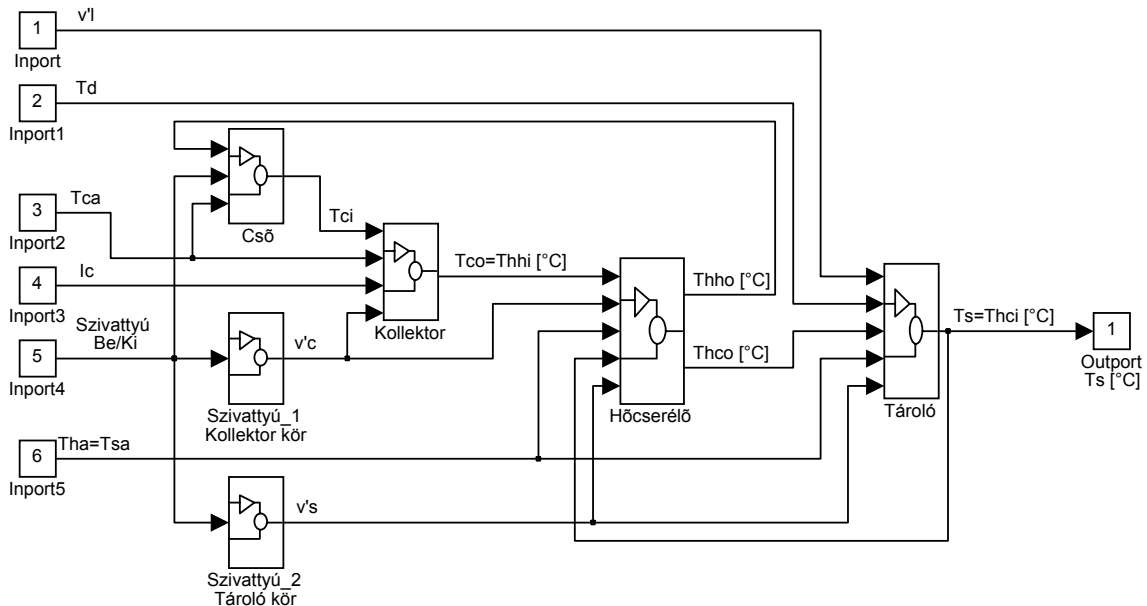 1
v'l
Inport
2
Td
Inport1
3
Tca
Inport2
4
Ic
Inport3
Szivattyú
Be/Ki
5
Inport4
Tha=Tsa
6
Inport5
Csõ
Tci
Kollektor
Tco=Thhi [°C]
v'c
Szivattyú_1
Kollektor kör
v's
Szivattyú_2
Tároló kör
Thho [°C]
Thco [°C]
Hõcserélõ
Tároló
Ts=Thci [°C]
1
Outport
Ts [°C]